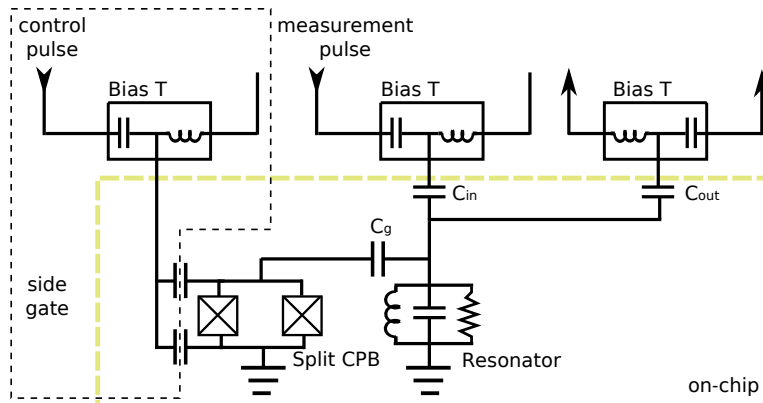 control
pulse
measurement
pulse
Bias T
Bias T
Bias T
Cin
Cout
Cg
side
gate
Split CPB
Resonator
on-chip